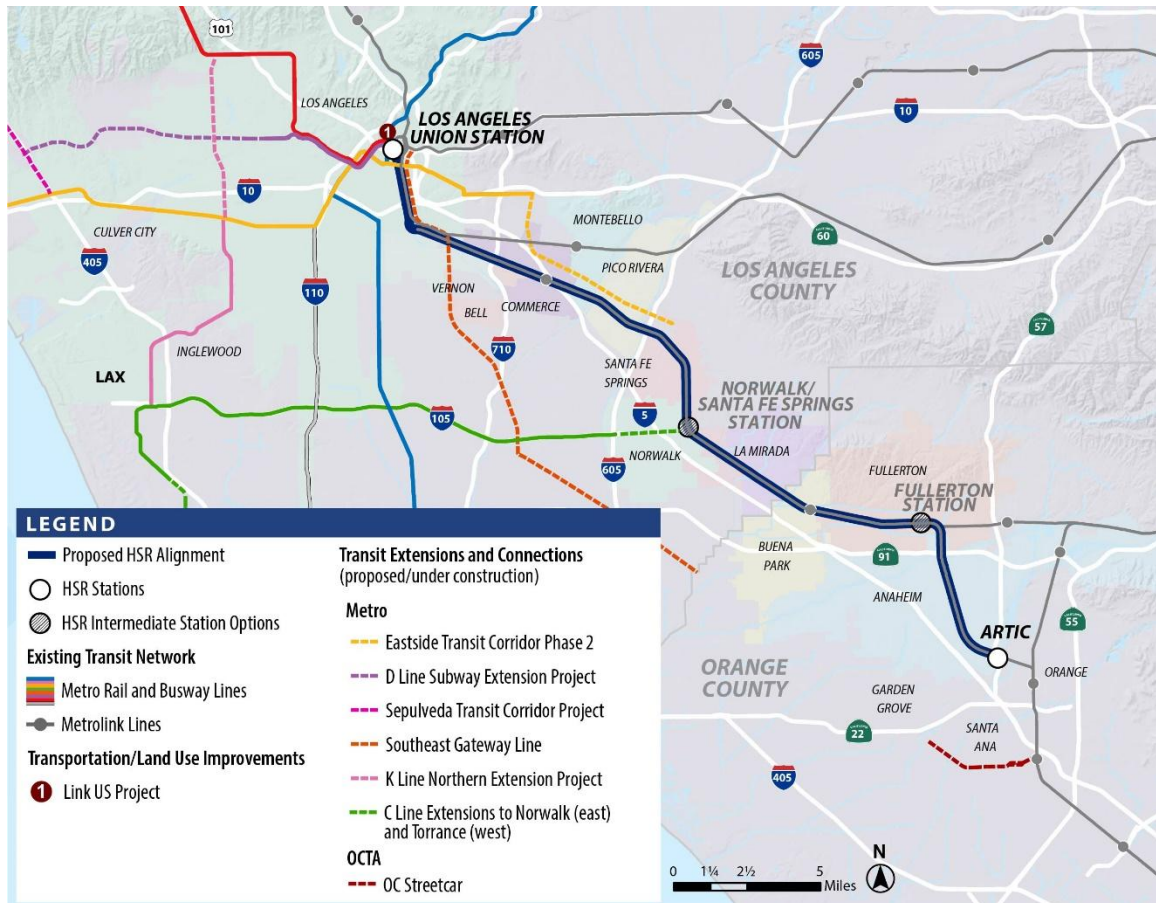 101
605
LOS ANGELES
10
1
LOS ANGELES
UNION STATION
10
MONTEBELLO
CULVER CITY
60
405
PICO RIVERA
LOS ANGELES
COUNTY
110
VERNON
COMMERCE
BELL
57
INGLEWOOD
710
SANTA FE
SPRINGS
LAX
NORWALK/
SANTA FE SPRINGS
STATION
105
5
NORWALK
LA MIRADA
605
FULLERTON
FULLERTON
STATION
BUENA
PARK
91
ANAHEIM
ARTIC
55
ORANGE
COUNTY
ORANGE
GARDEN
GROVE
22
SANTA
ANA
405
LEGEND
Proposed HSR Alignment
HSR Stations
HSR Intermediate Station Options
Existing Transit Network
Metro Rail and Busway Lines
Metrolink Lines
Transportation/Land Use Improvements
1 Link US Project
Transit Extensions and Connections
(proposed/under construction)
Metro
Eastside Transit Corridor Phase 2
D Line Subway Extension Project
Sepulveda Transit Corridor Project
Southeast Gateway Line
K Line Northern Extension Project
C Line Extensions to Norwalk (east)
and Torrance (west)
OCTA
OC Streetcar
0 1¼ 2½ 5
Miles
N